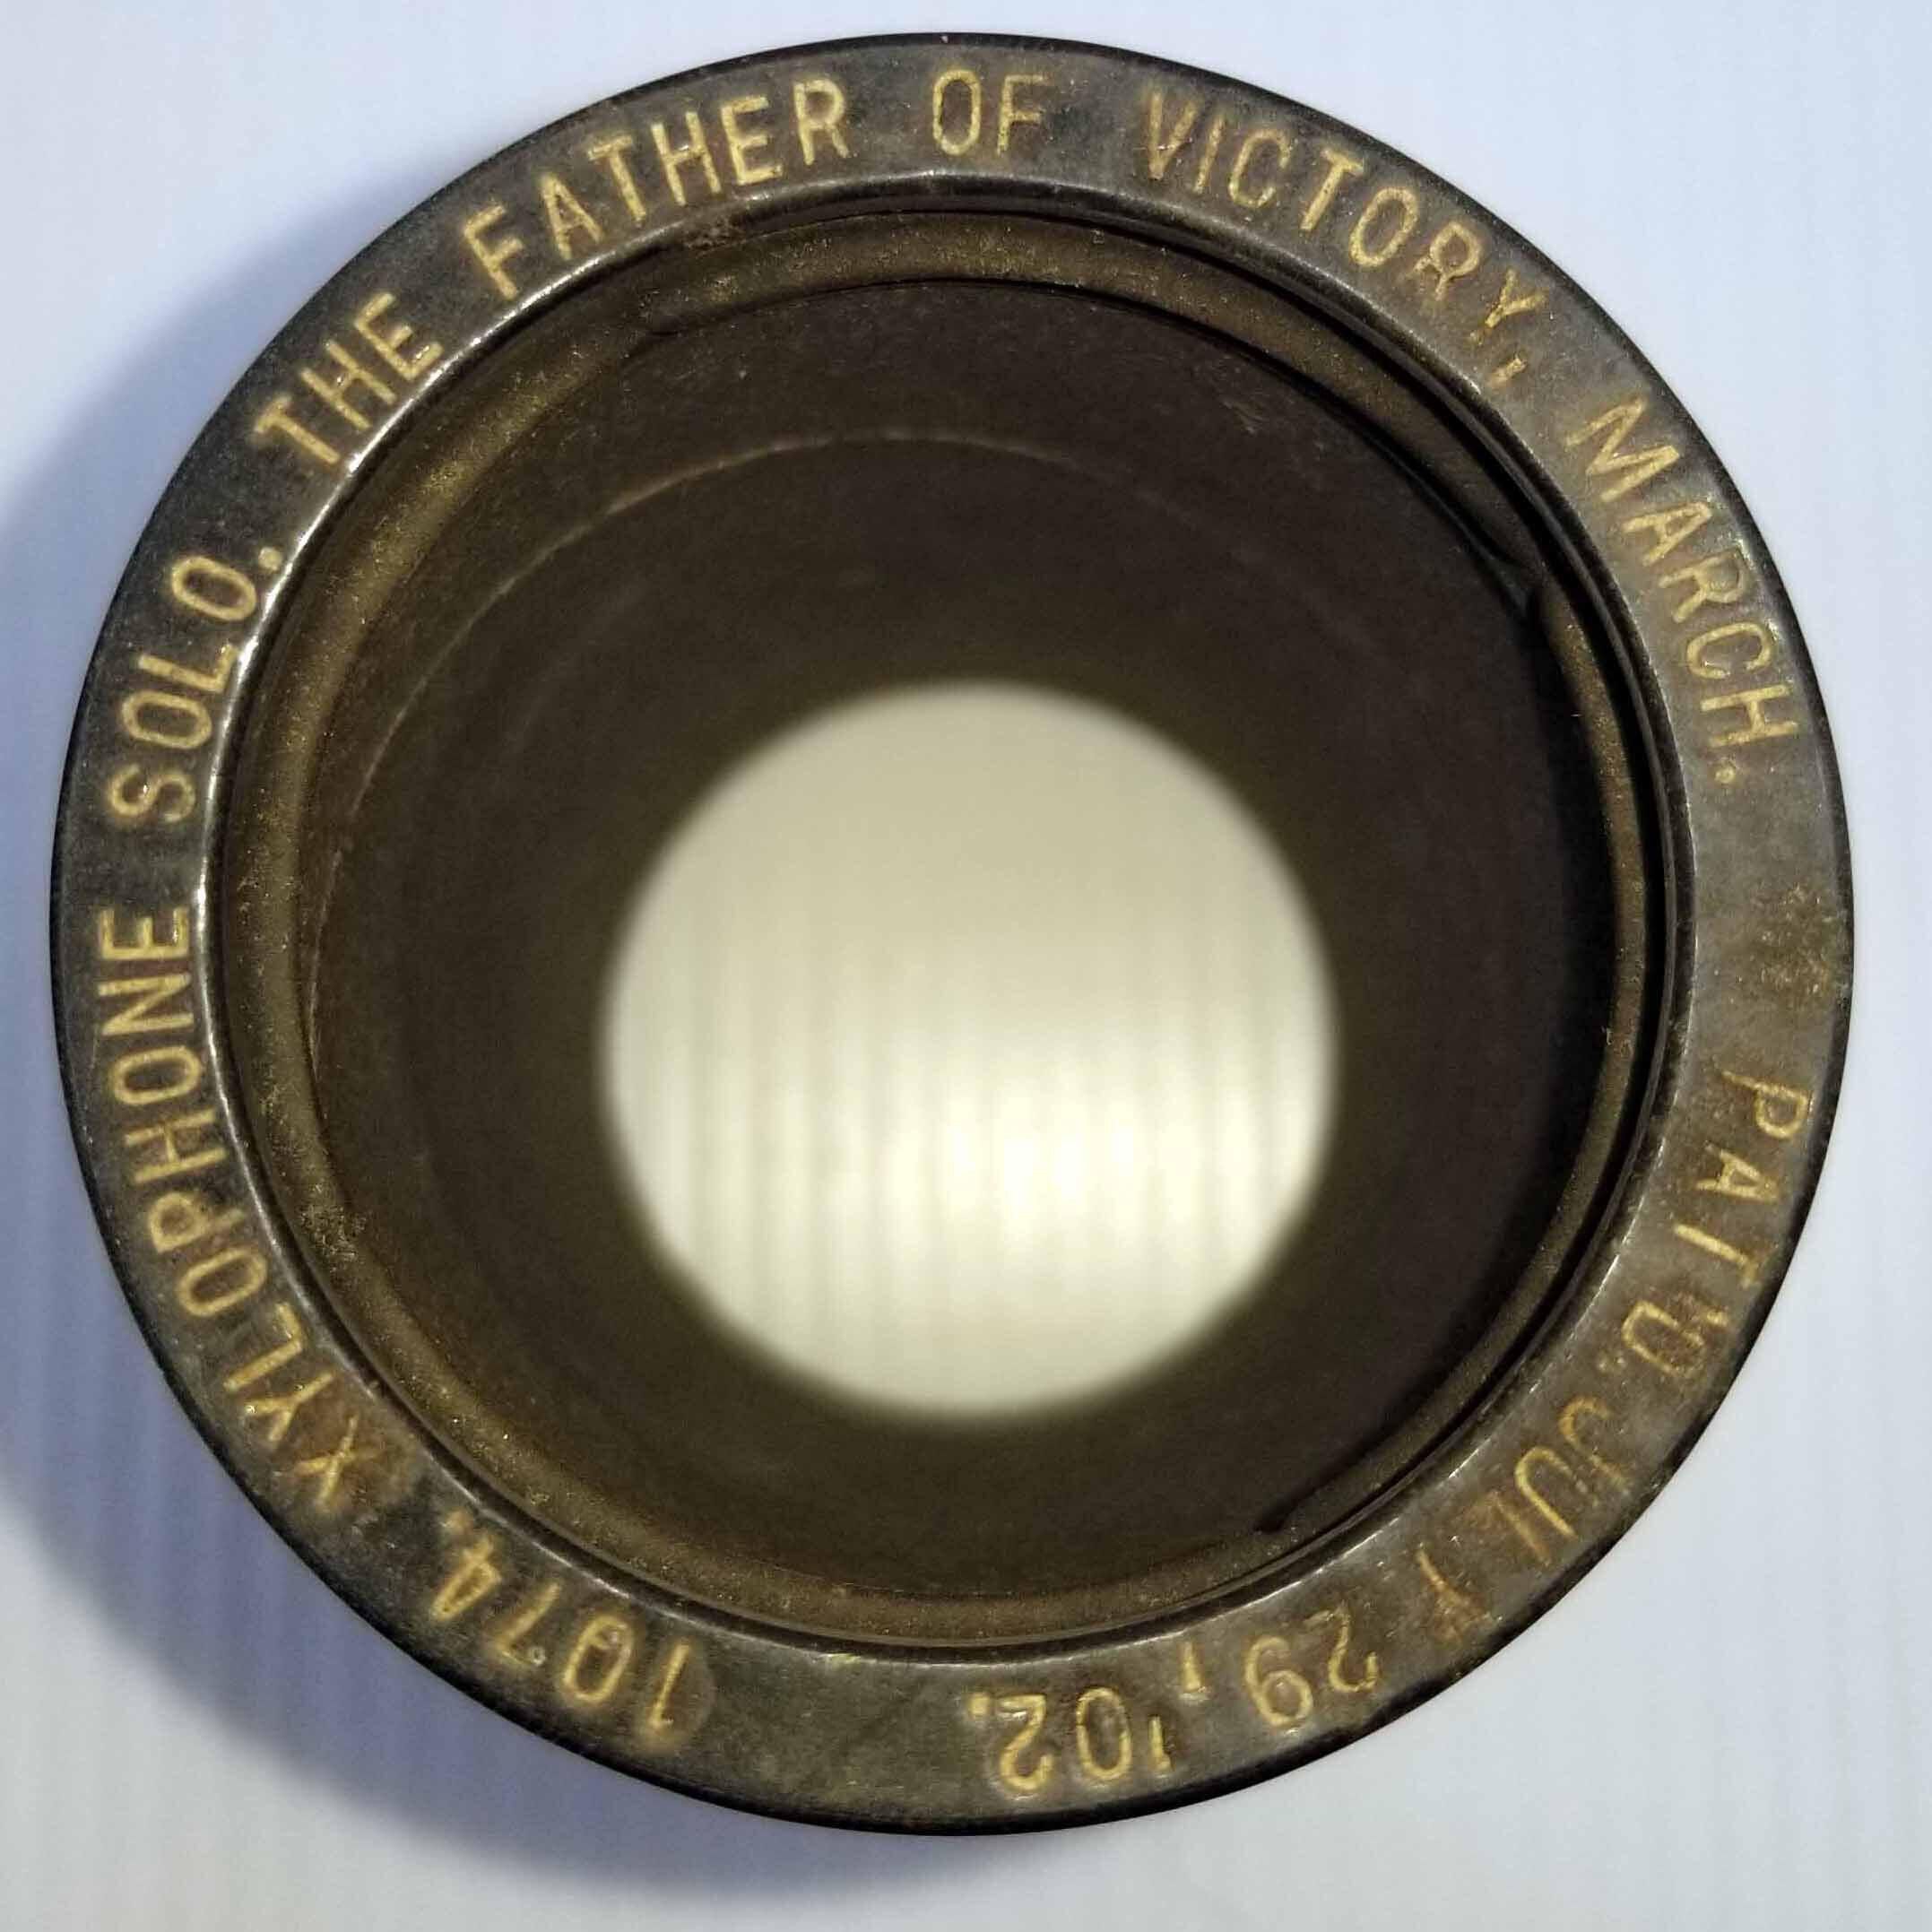 1074. XYLOPHONE SOLO. THE FATHER OF VICTORY, MARCH.
PAT'D. JULY 29, '02.